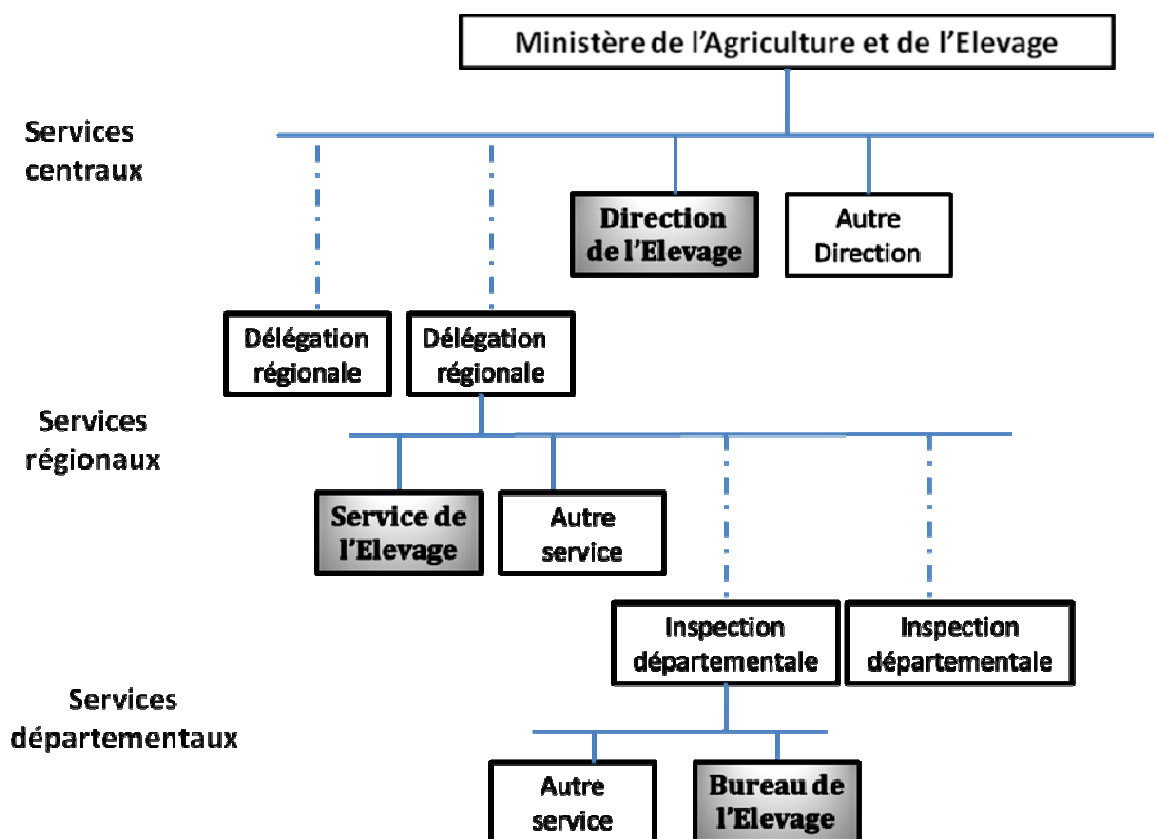 Ministère de l'Agriculture et de l'Elevage
Services
centraux
Direction
de l'Elevage
Autre
Direction
Délégation
régionale
Délégation
régionale
Services
régionaux
Service de
l'Elevage
Autre
service
Inspection
départementale
Inspection
départementale
Services
départementaux
Autre
service
Bureau de
l'Elevage